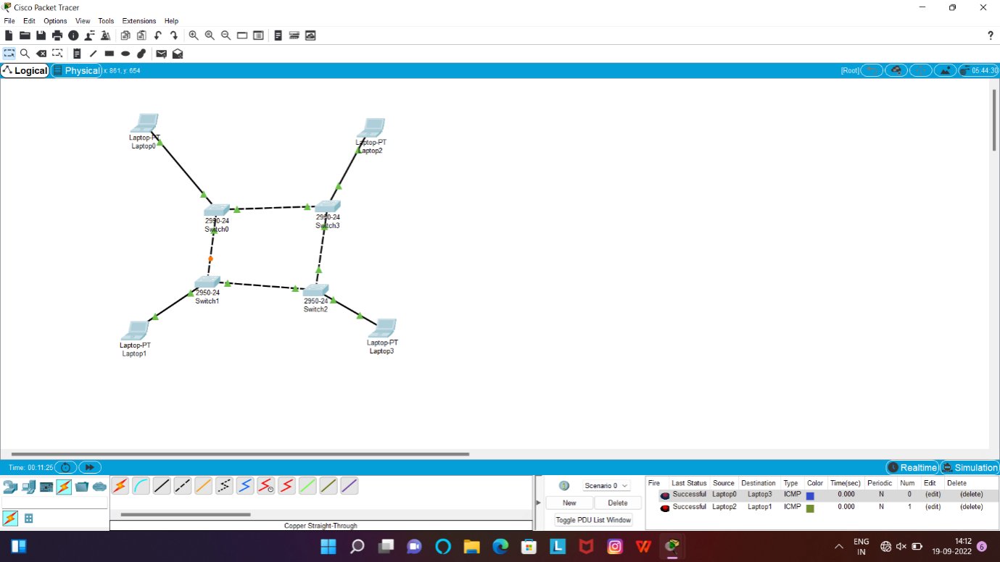 Cisco Packet Tracer
File Edit Options View Tools Extensions Help
?
Logical Physical x: 861, y: 654 [Root] 05:44:30
Laptop-PT
Laptop0
Laptop-PT
Laptop2
2950-24
Switch0
2950-24
Switch3
2950-24
Switch1
2950-24
Switch2
Laptop-PT
Laptop1
Laptop-PT
Laptop3
Time: 00:11:25 Realtime Simulation
Scenario 0
New Delete
Toggle PDU List Window
Copper Straight-Through
Fire Last Status Source Destination Type Color Time(sec) Periodic Num Edit Delete
Successful Laptop0 Laptop3 ICMP 0.000 N 0 (edit) (delete)
Successful Laptop2 Laptop1 ICMP 0.000 N 1 (edit) (delete)
ENG
IN
14:12
19-09-2022
6